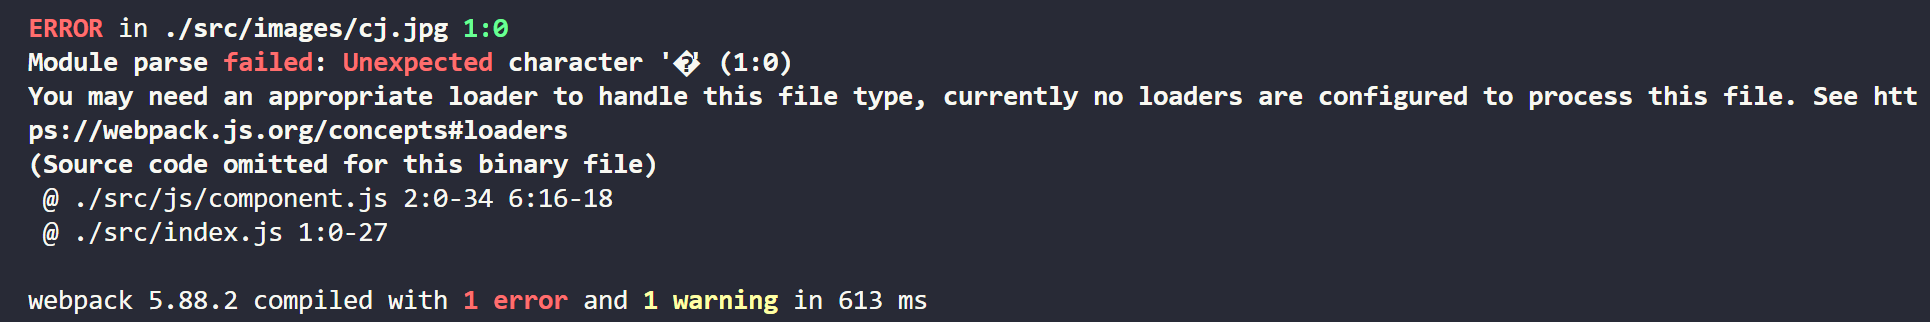 ERROR in ./src/images/cj.jpg 1:0
Module parse failed: Unexpected character '�' (1:0)
You may need an appropriate loader to handle this file type, currently no loaders are configured to process this file. See htt
ps://webpack.js.org/concepts#loaders
(Source code omitted for this binary file)
@ ./src/js/component.js 2:0-34 6:16-18
@ ./src/index.js 1:0-27
webpack 5.88.2 compiled with 1 error and 1 warning in 613 ms